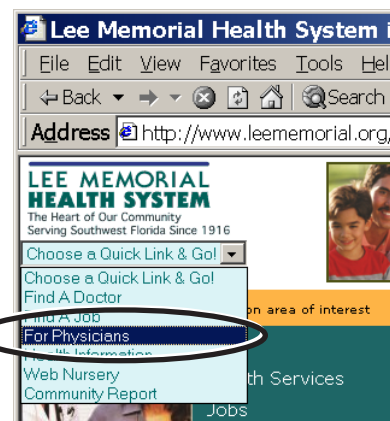 Lee Memorial Health System i
File Edit View Favorites Tools Hel
Back Search
Address http://www.leememorial.org,
LEE MEMORIAL
HEALTH SYSTEM
The Heart of Our Community
Serving Southwest Florida Since 1916
Choose a Quick Link & Go!
Choose a Quick Link & Go!
Find A Doctor
on area of interest
Find A Job
For Physicians
Health Information
Web Nursery
th Services
Community Report
Jobs